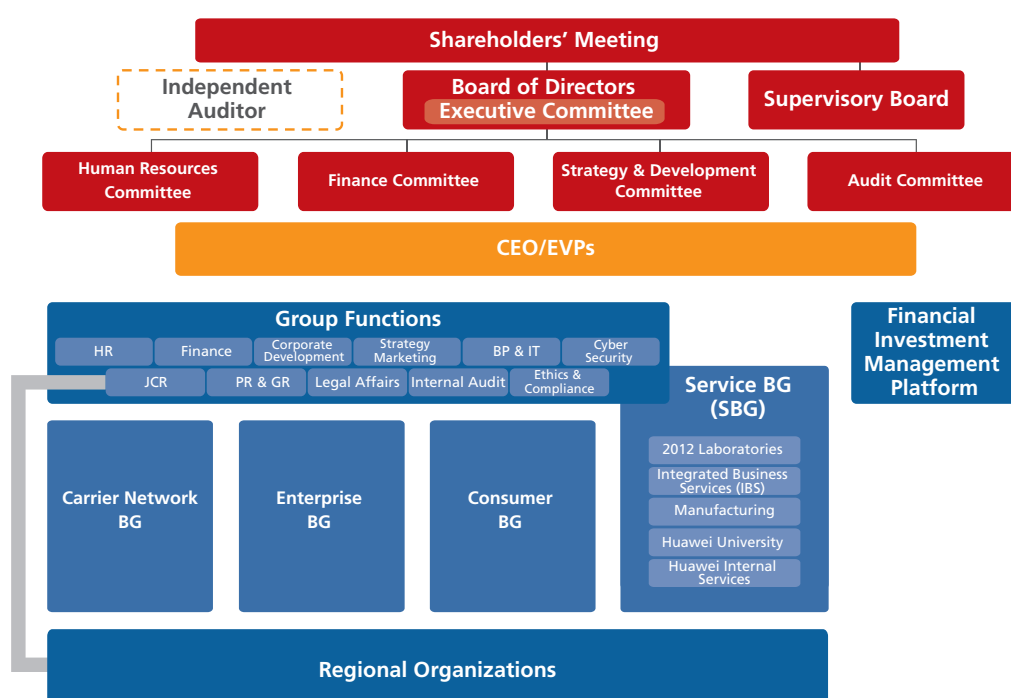 Shareholders’ Meeting
Independent
Auditor
Board of Directors
Executive Committee
Supervisory Board
Human Resources
Committee
Finance Committee
Strategy & Development
Committee
Audit Committee
CEO/EVPs
Group Functions
HR
Finance
Corporate
Development
Strategy
Marketing
BP & IT
Cyber
Security
JCR
PR & GR
Legal Affairs
Internal Audit
Ethics &
Compliance
Financial
Investment
Management
Platform
Service BG
(SBG)
2012 Laboratories
Integrated Business
Services (IBS)
Manufacturing
Huawei University
Huawei Internal
Services
Carrier Network
BG
Enterprise
BG
Consumer
BG
Regional Organizations